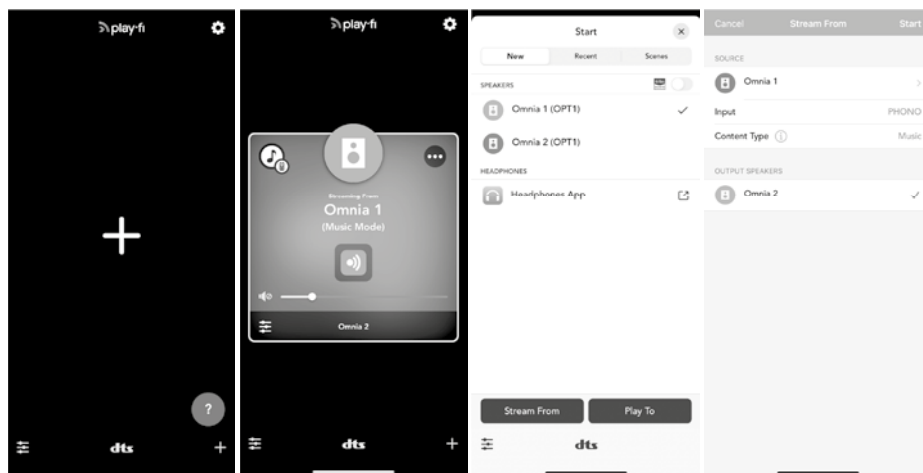 play-fi
?
dts
play-fi
Streaming From
Omnia 1
(Music Mode)
Omnia 2
dts
Start
New Recent Scenes
SPEAKERS
Omnia 1 (OPT1)
Omnia 2 (OPT1)
HEADPHONES
Headphones App
Stream From Play To
dts
Cancel Stream From Start
SOURCE
Omnia 1
Input PHONO
Content Type Music
OUTPUT SPEAKERS
Omnia 2